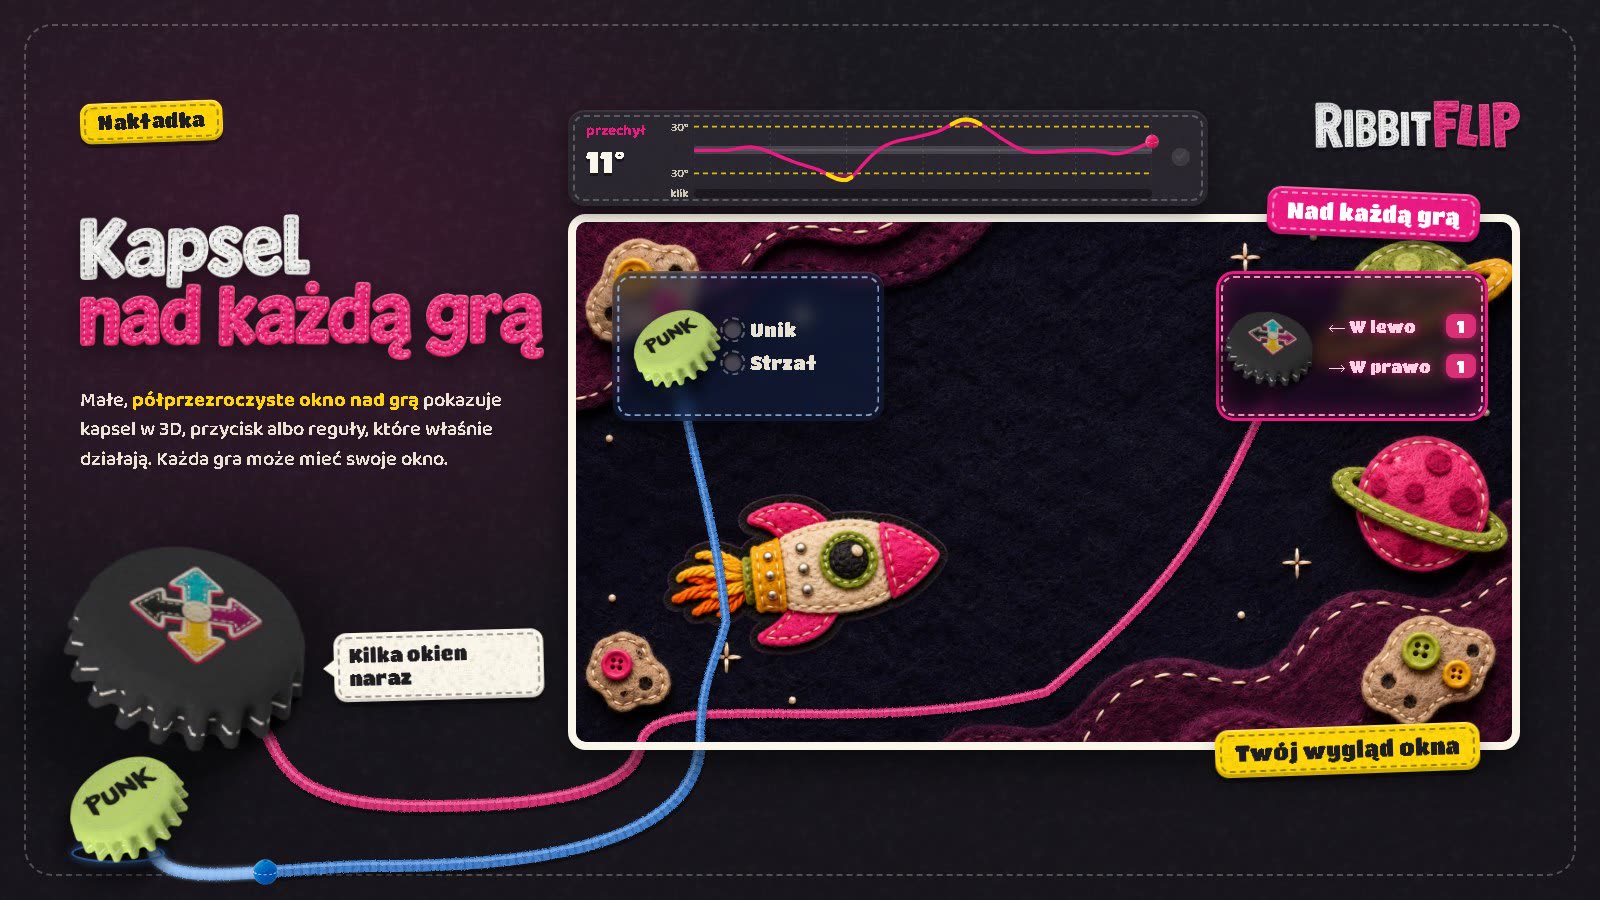 Nakładka
przechył
11°
30°
30°
klik
RIBBITFLIP
Nad każdą grą
Kapsel
nad każdą grą
Małe, półprzezroczyste okno nad grą pokazuje
kapsel w 3D, przycisk albo reguły, które właśnie
działają. Każda gra może mieć swoje okno.
PUNK
Unik
Strzał
← W lewo 1
→ W prawo 1
Kilka okien
naraz
PUNK
Twój wygląd okna